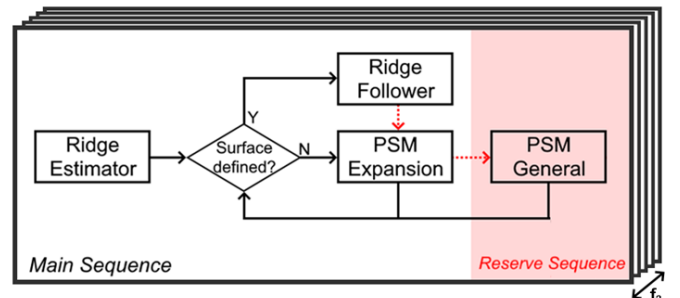 Ridge
Follower
Y
Ridge
Estimator
Surface
defined?
N
PSM
Expansion
PSM
General
Main Sequence
Reserve Sequence